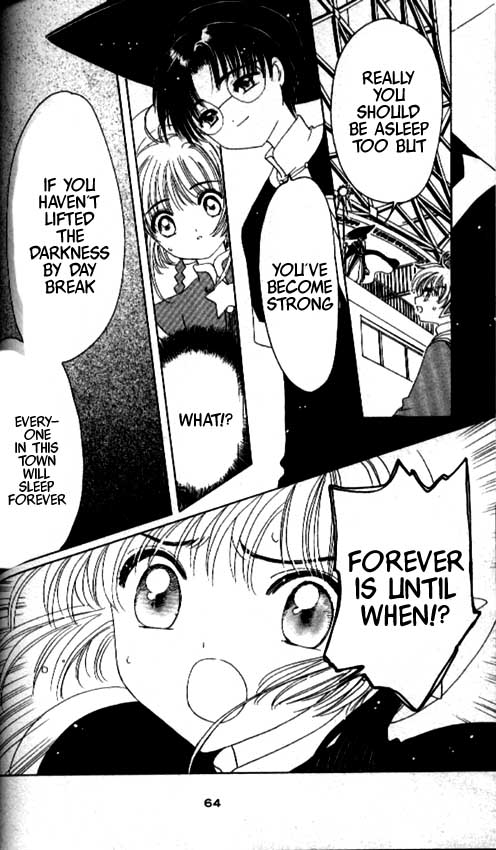 REALLY
YOU
SHOULD
BE ASLEEP
TOO BUT
YOU'VE
BECOME
STRONG
WHAT!?
IF YOU
HAVEN'T
LIFTED
THE
DARKNESS
BY DAY
BREAK
EVERY-
ONE
IN THIS
TOWN
WILL
SLEEP
FOREVER
FOREVER
IS UNTIL
WHEN!?
64